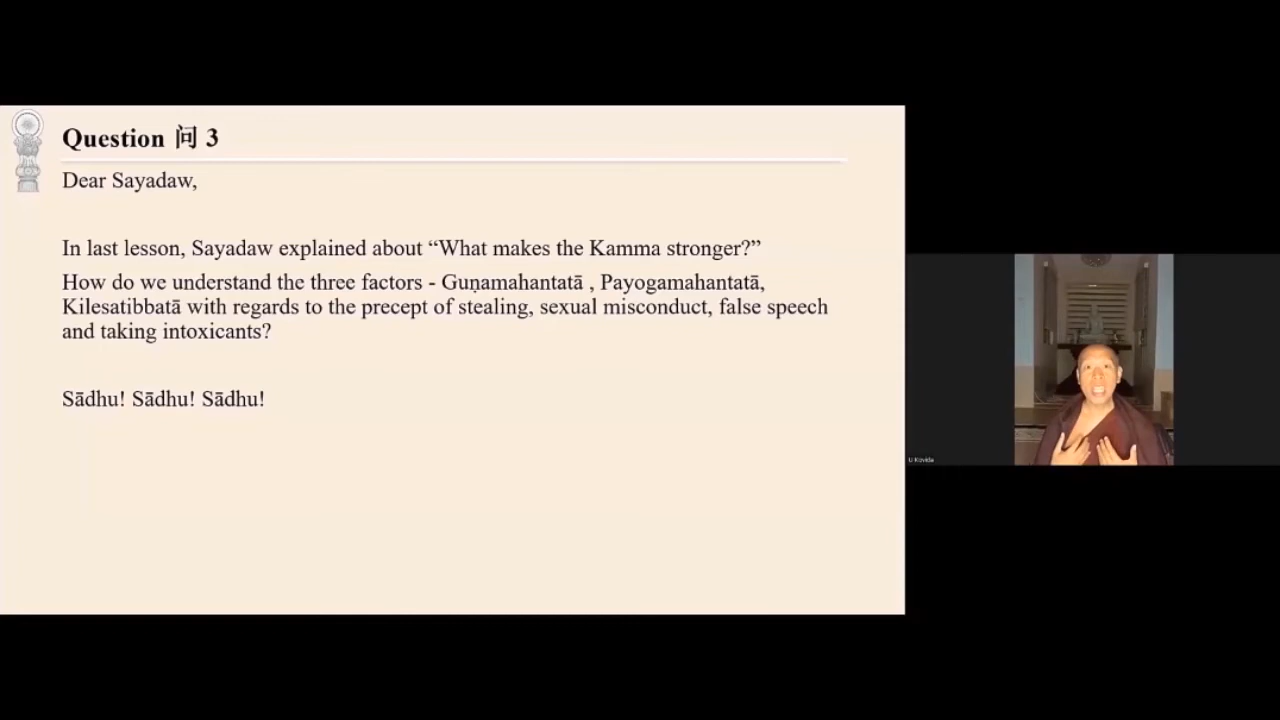 Question 问 3
Dear Sayadaw,
In last lesson, Sayadaw explained about “What makes the Kamma stronger?”
How do we understand the three factors - Guṇamahantatā , Payogamahantatā,
Kilesatibbatā with regards to the precept of stealing, sexual misconduct, false speech
and taking intoxicants?
Sādhu! Sādhu! Sādhu!
U Kovida